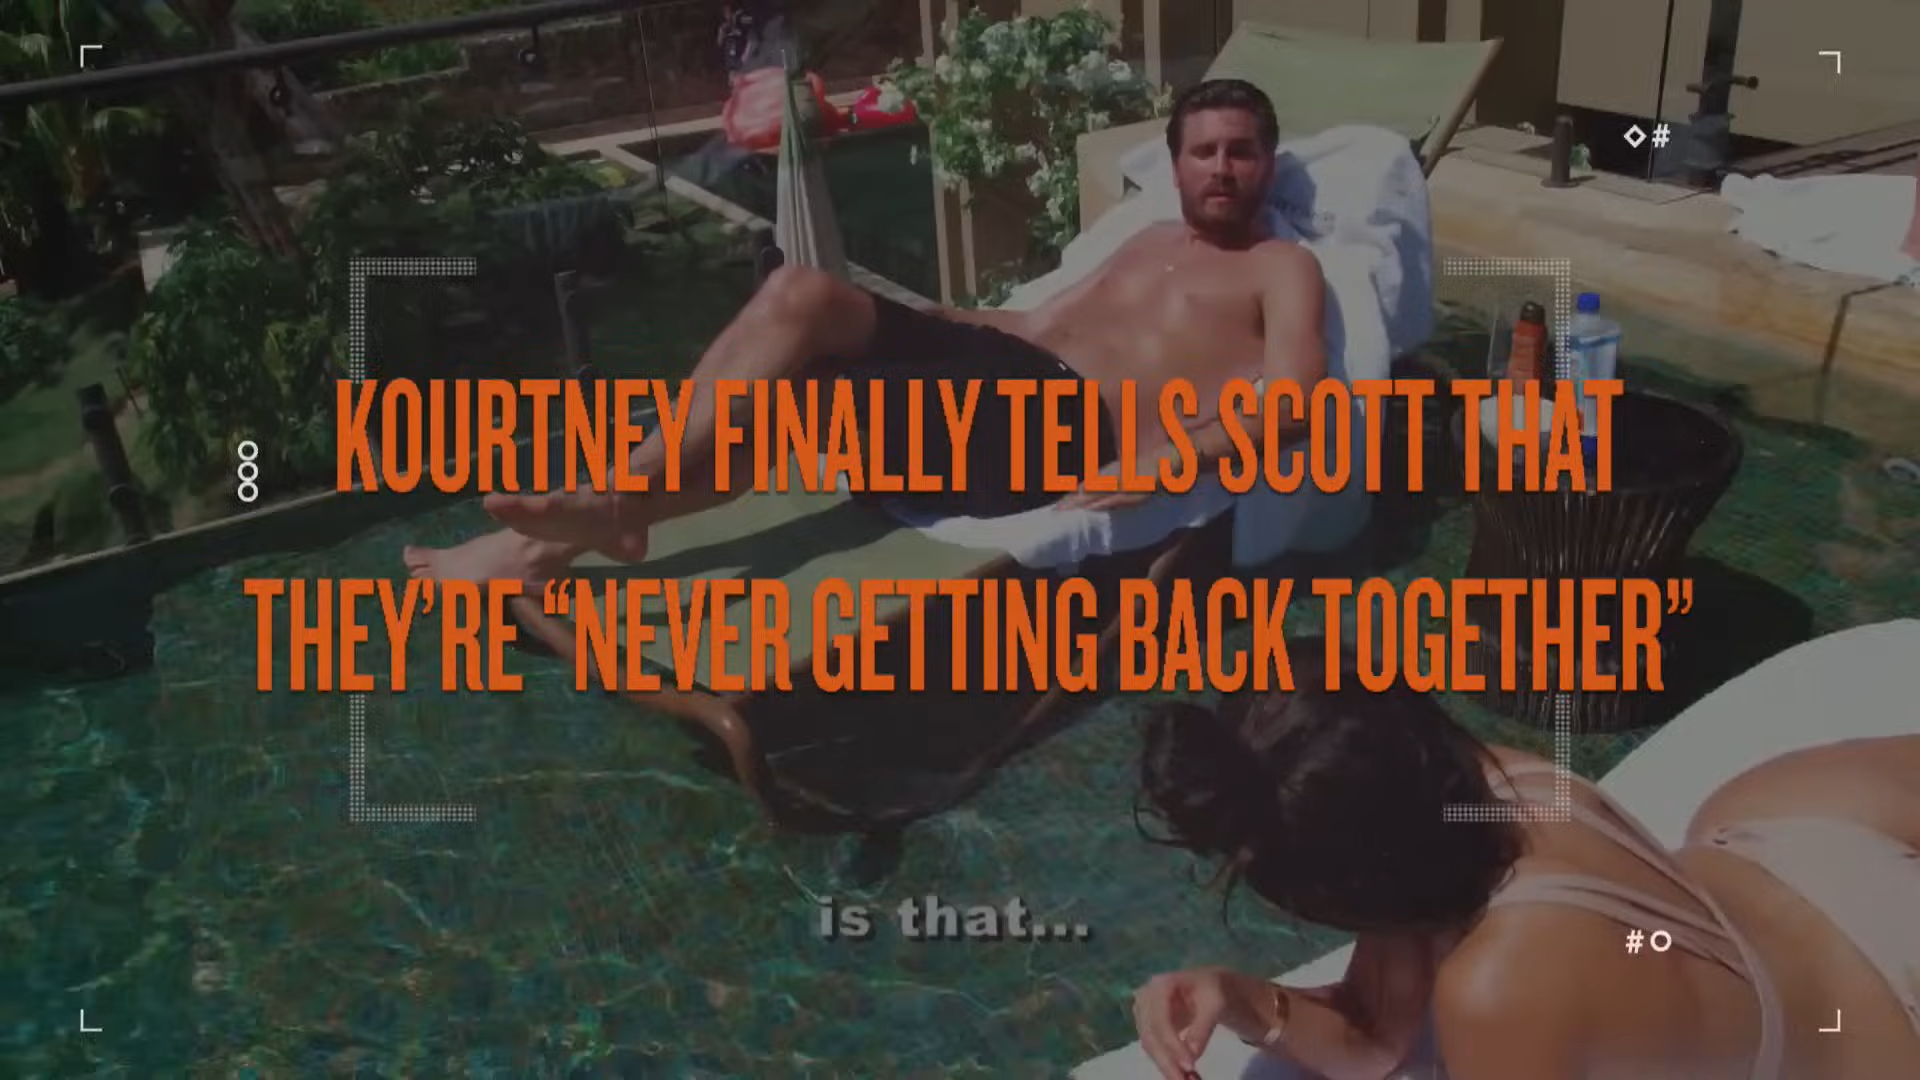 KOURTNEY FINALLY TELLS SCOTT THAT
THEY’RE “NEVER GETTING BACK TOGETHER”
is that...